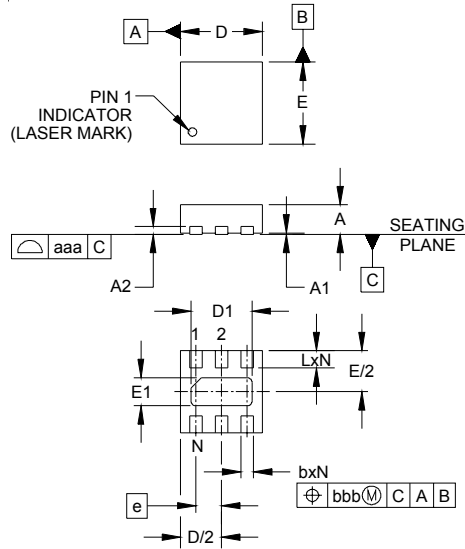 A
D
B
PIN 1
INDICATOR
(LASER MARK)
E
A
SEATING
PLANE
aaa C
C
A2
A1
D1
1 2
LxN
E/2
E1
N
bxN
bbb Ⓜ C A B
e
D/2